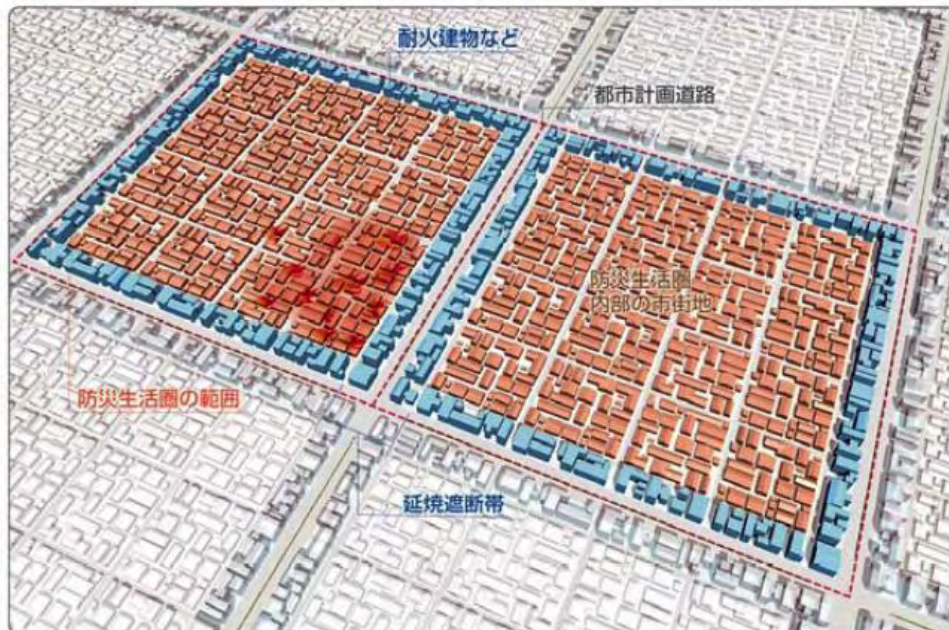 耐火建物など
都市計画道路
防災生活圏
内部の市街地
防災生活圏の範囲
延焼遮断帯